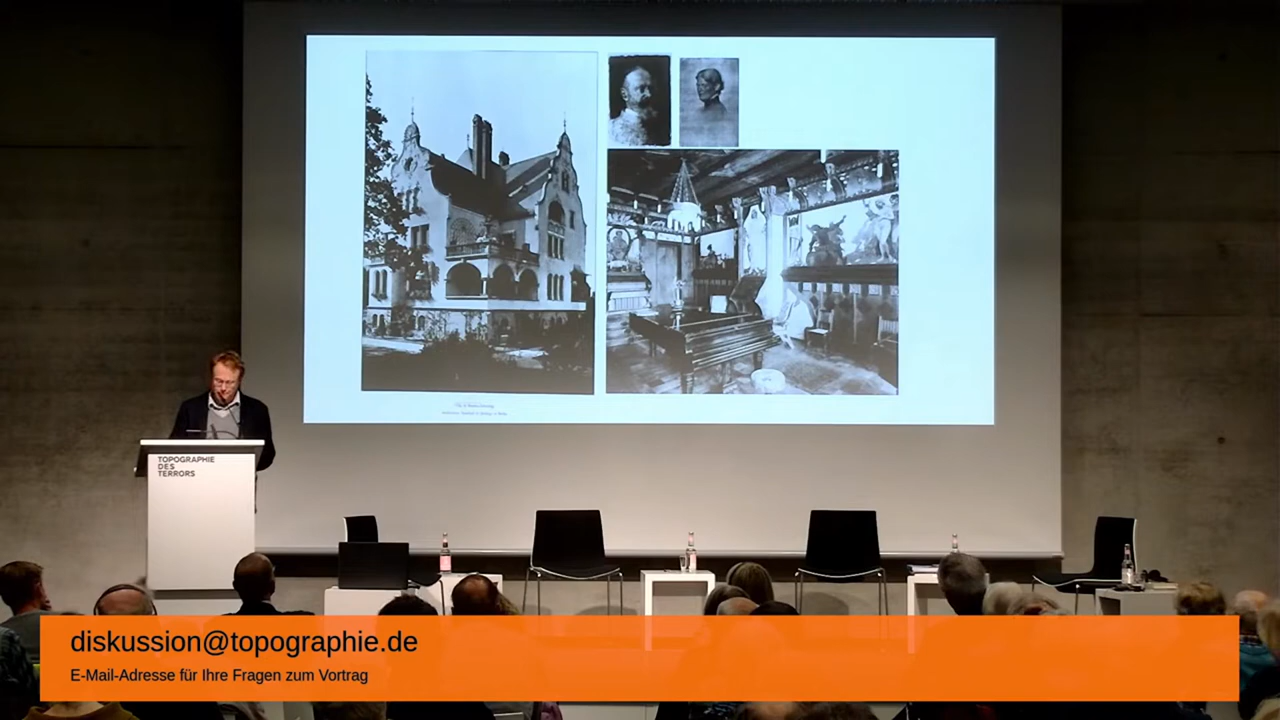 TOPOGRAPHIE
DES
TERRORS
diskussion@topographie.de
E-Mail-Adresse für Ihre Fragen zum Vortrag